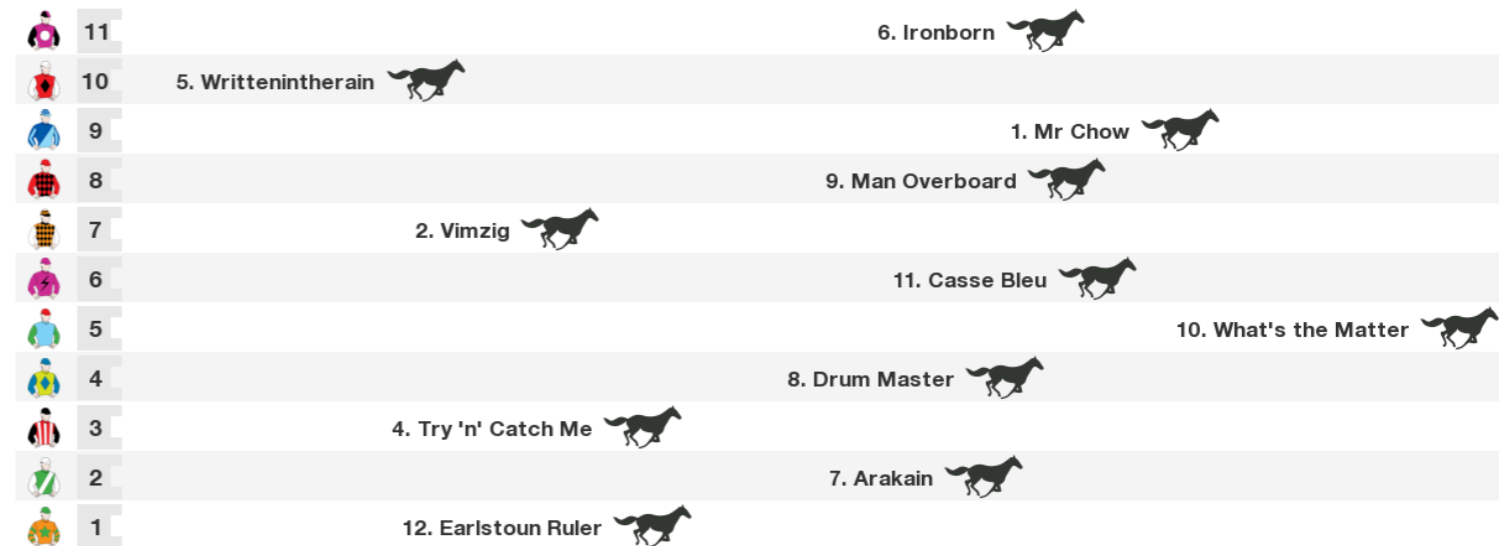 11 6. Ironborn
10 5. Writtenintherain
9 1. Mr Chow
8 9. Man Overboard
7 2. Vimzig
6 11. Casse Bleu
5 10. What's the Matter
4 8. Drum Master
3 4. Try 'n' Catch Me
2 7. Arakain
1 12. Earlstoun Ruler